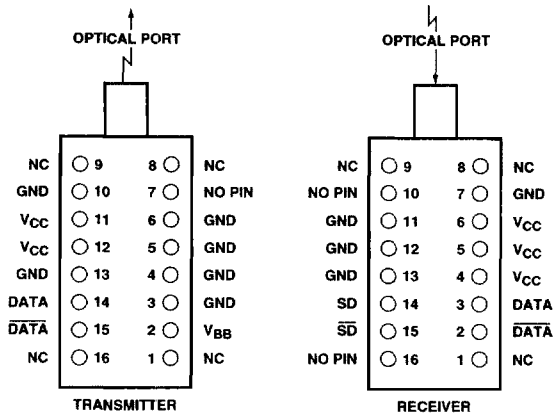 OPTICAL PORT
NC 9 8 NC
GND 10 7 NO PIN
VCC 11 6 GND
VCC 12 5 GND
GND 13 4 GND
DATA 14 3 GND
DATA 15 2 VBB
NC 16 1 NC
TRANSMITTER
OPTICAL PORT
NC 9 8 NC
NO PIN 10 7 GND
GND 11 6 VCC
GND 12 5 VCC
GND 13 4 VCC
SD 14 3 DATA
SD 15 2 DATA
NO PIN 16 1 NC
RECEIVER